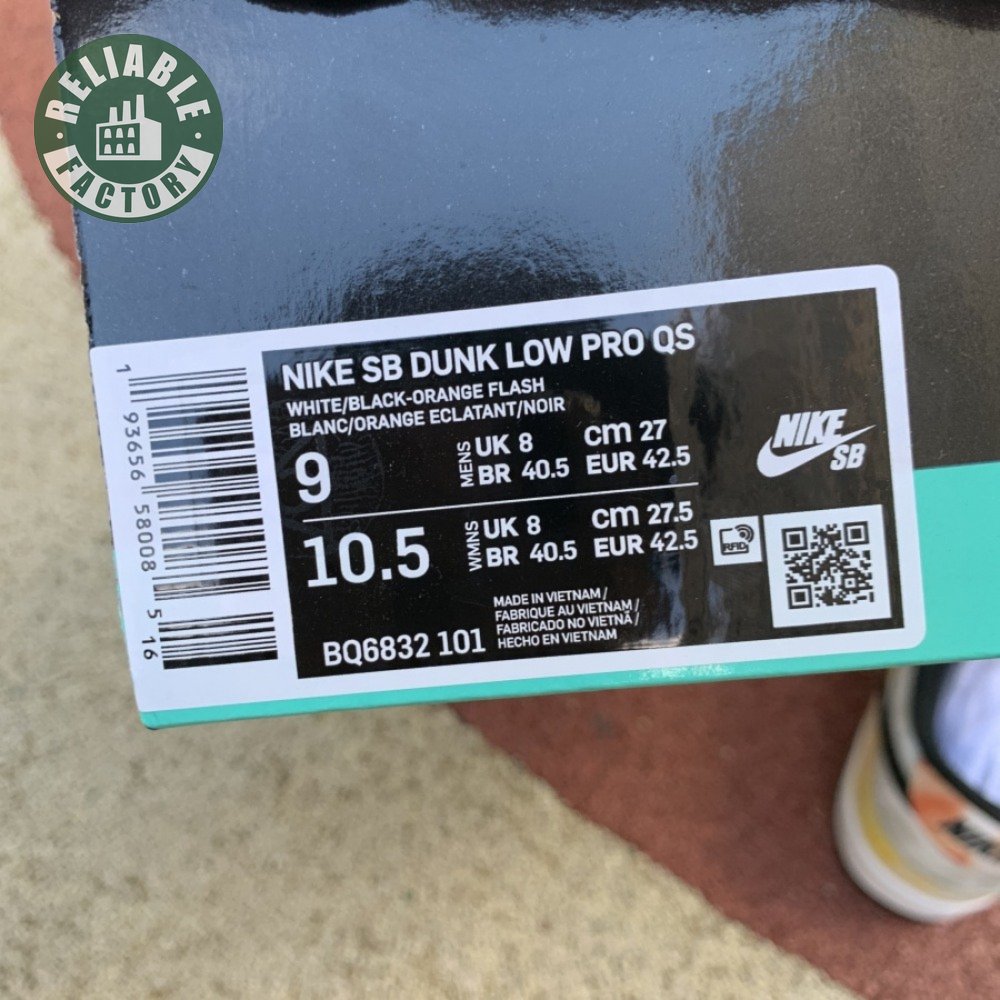 RELIABLE
FACTORY
NIKE SB DUNK LOW PRO QS
WHITE/BLACK-ORANGE FLASH
BLANC/ORANGE ECLATANT/NOIR
9
MENS
UK 8 cm 27
BR 40.5 EUR 42.5
10.5
WMNS
UK 8 cm 27.5
BR 40.5 EUR 42.5
NIKE
SB
RFID
BQ6832 101
MADE IN VIETNAM /
FABRIQUE AU VIETNAM /
FABRICADO NO VIETNÃ /
HECHO EN VIETNAM
1 93656 58008 5 16